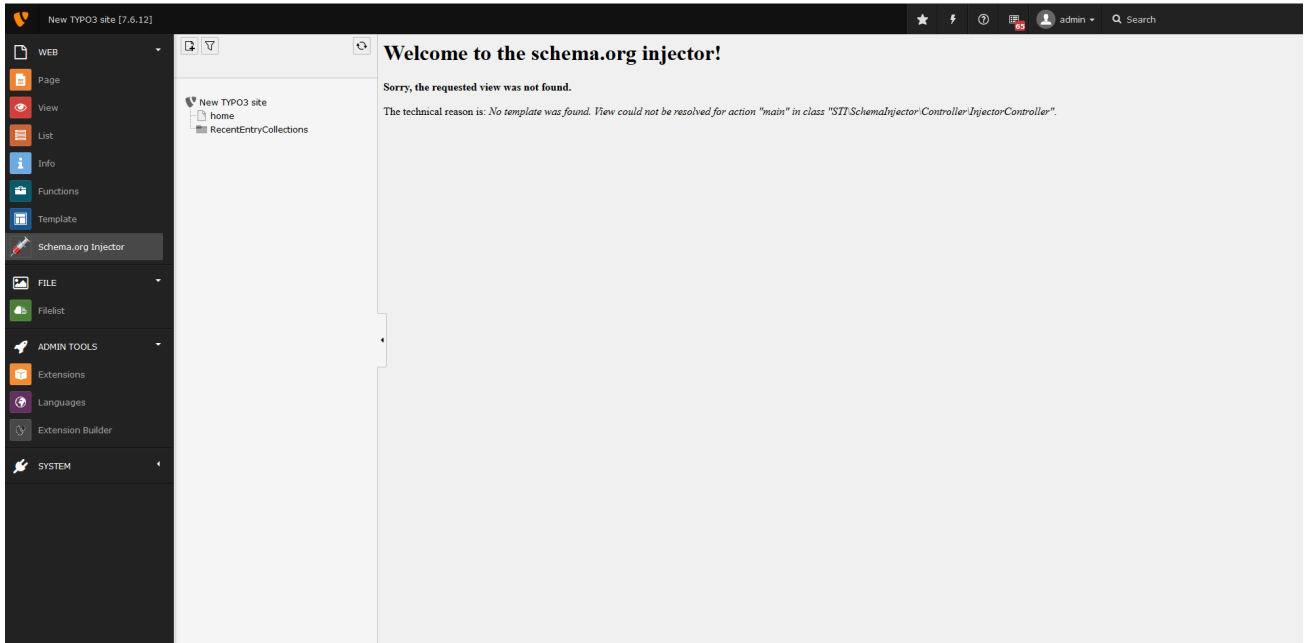 New TYPO3 site [7.6.12]
65
admin
Search
WEB
Page
View
List
Info
Functions
Template
Schema.org Injector
FILE
Filelist
ADMIN TOOLS
Extensions
Languages
Extension Builder
SYSTEM
New TYPO3 site
home
RecentEntryCollections
Welcome to the schema.org injector!
Sorry, the requested view was not found.
The technical reason is: No template was found. View could not be resolved for action "main" in class "STI\SchemaInjector\Controller\InjectorController".